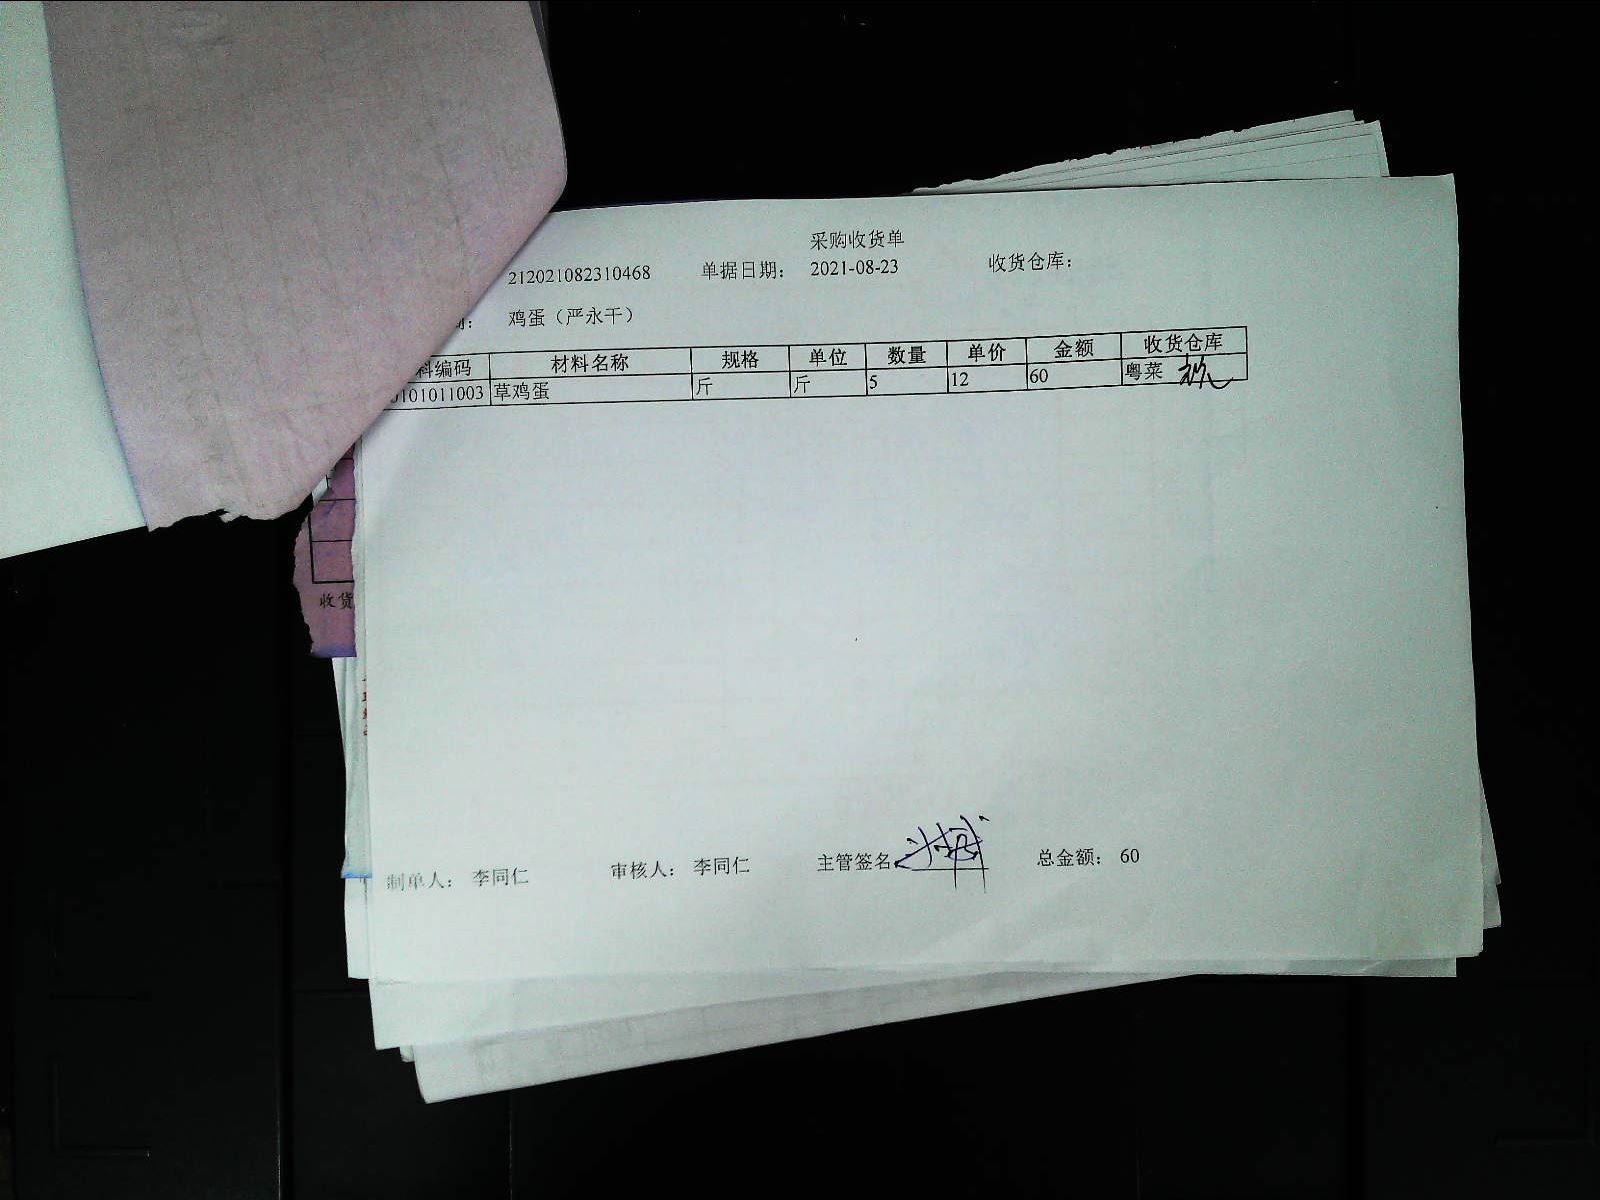 采购收货单
212021082310468 单据日期： 2021-08-23 收货仓库：
鸡蛋（严永干）
料编码 材料名称 规格 单位 数量 单价 金额 收货仓库
0101011003 草鸡蛋 斤 斤 5 12 60 粤菜
收货
制单人： 李同仁 审核人： 李同仁 主管签名 总金额： 60